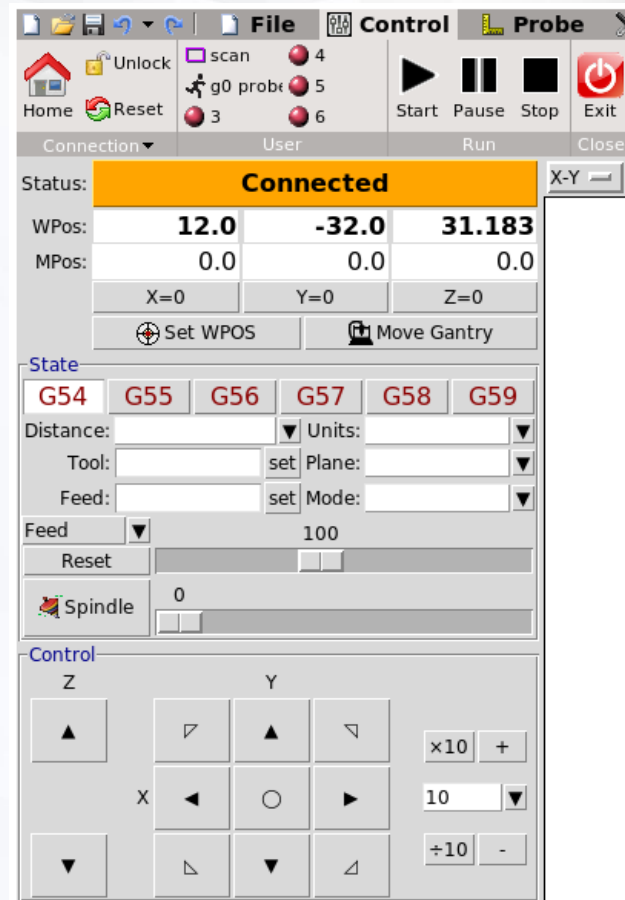 File Control Probe
Unlock scan 4
g0 probe 5
Home Reset 3 6 Start Pause Stop Exit
Connection User Run Close
Status: Connected X-Y
WPos: 12.0 -32.0 31.183
MPos: 0.0 0.0 0.0
X=0 Y=0 Z=0
Set WPOS Move Gantry
State
G54 G55 G56 G57 G58 G59
Distance: Units:
Tool: set Plane:
Feed: set Mode:
Feed 100
Reset
Spindle 0
Control
Z Y
×10 +
X 10
÷10 -